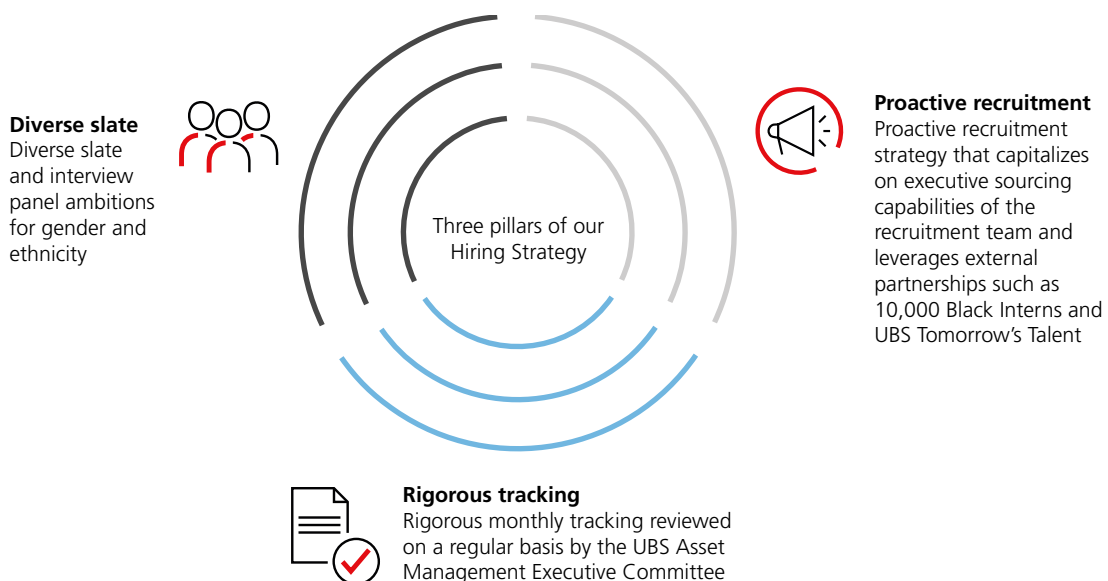 Diverse slate
Diverse slate
and interview
panel ambitions
for gender and
ethnicity
Three pillars of our
Hiring Strategy
Proactive recruitment
Proactive recruitment
strategy that capitalizes
on executive sourcing
capabilities of the
recruitment team and
leverages external
partnerships such as
10,000 Black Interns and
UBS Tomorrow’s Talent
Rigorous tracking
Rigorous monthly tracking reviewed
on a regular basis by the UBS Asset
Management Executive Committee